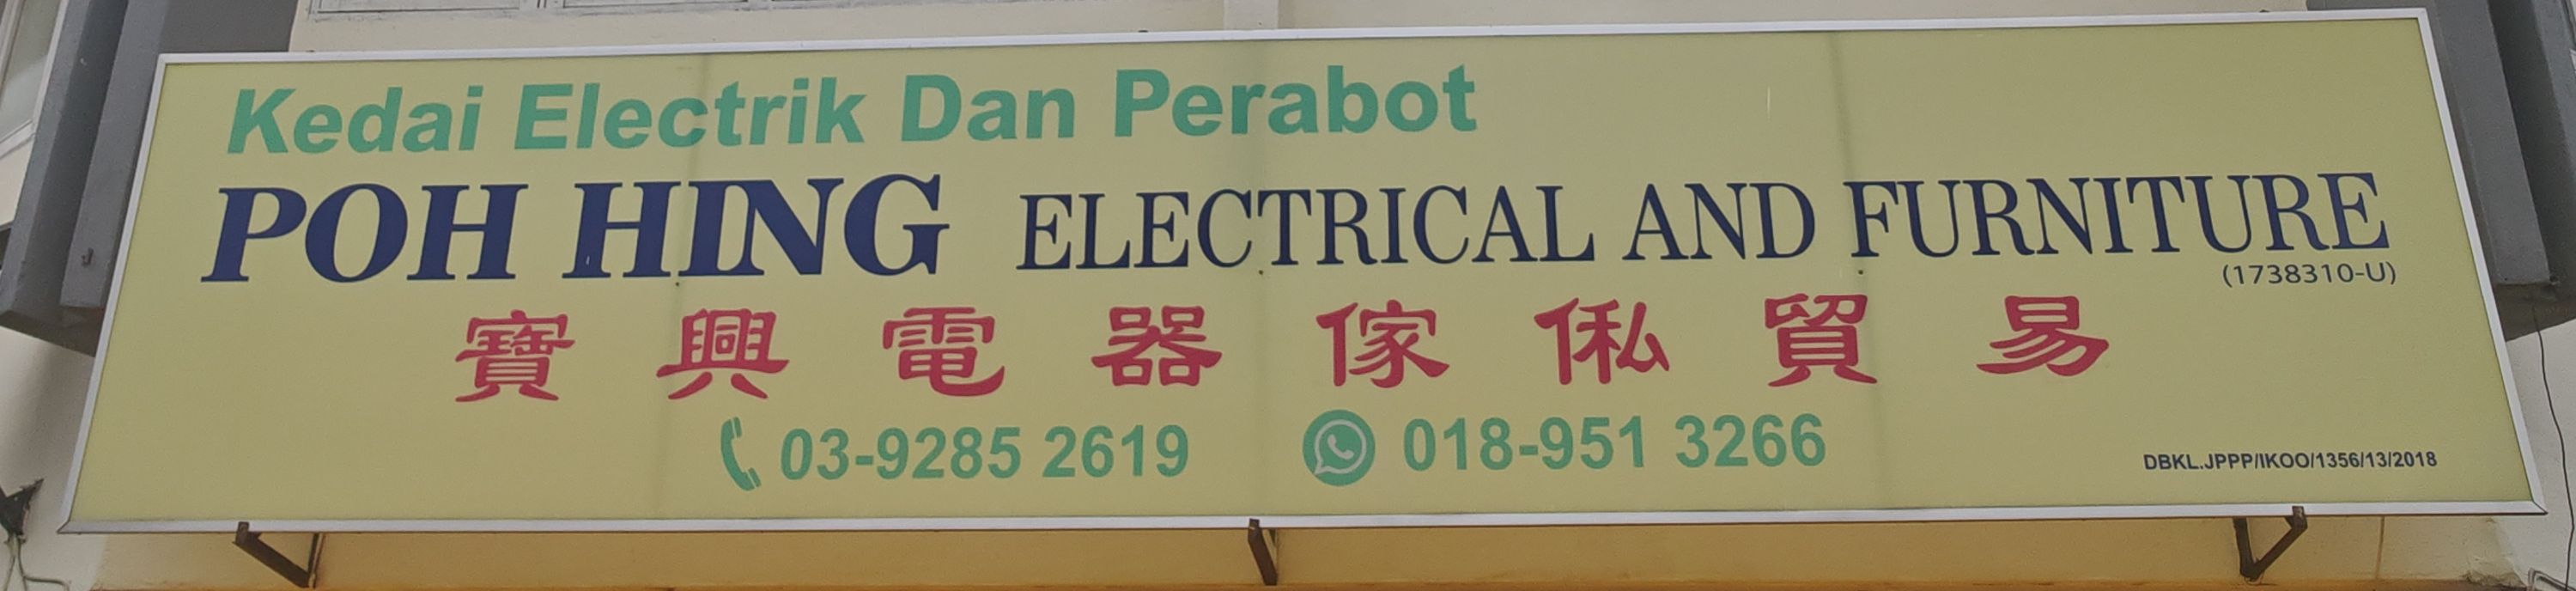 Kedai Electrik Dan Perabot
POH HING ELECTRICAL AND FURNITURE
(1738310-U)
寶興電器傢俬貿易
03-9285 2619 018-951 3266
DBKL.JPPP/IKOO/1356/13/2018